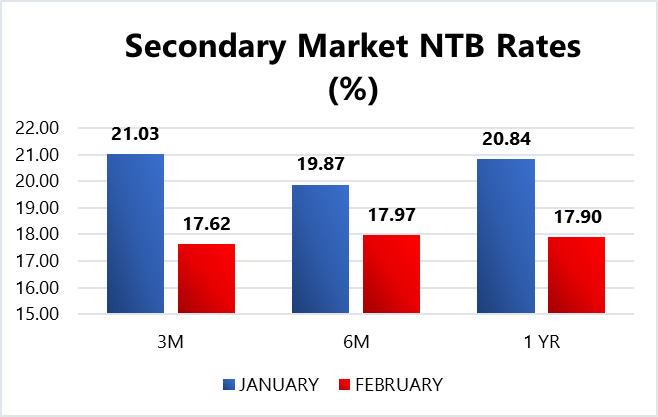 Secondary Market NTB Rates
(%)
22.00
21.00
20.00
19.00
18.00
17.00
16.00
15.00
21.03
17.62
19.87
17.97
20.84
17.90
3M
6M
1 YR
JANUARY
FEBRUARY